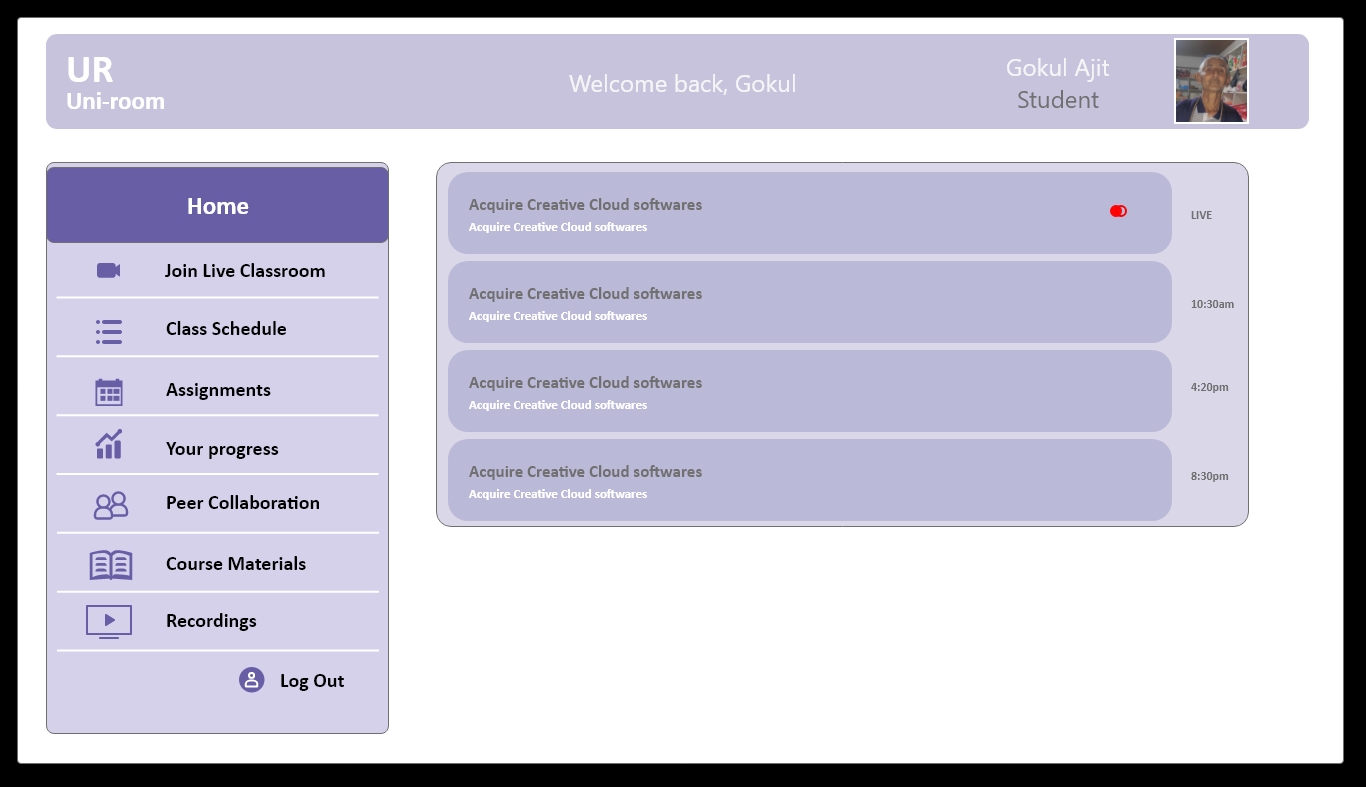 UR
Uni-room
Welcome back, Gokul
Gokul Ajit
Student
Home
Join Live Classroom
Class Schedule
Assignments
Your progress
Peer Collaboration
Course Materials
Recordings
Log Out
Acquire Creative Cloud softwares
Acquire Creative Cloud softwares
LIVE
Acquire Creative Cloud softwares
Acquire Creative Cloud softwares
10:30am
Acquire Creative Cloud softwares
Acquire Creative Cloud softwares
4:20pm
Acquire Creative Cloud softwares
Acquire Creative Cloud softwares
8:30pm